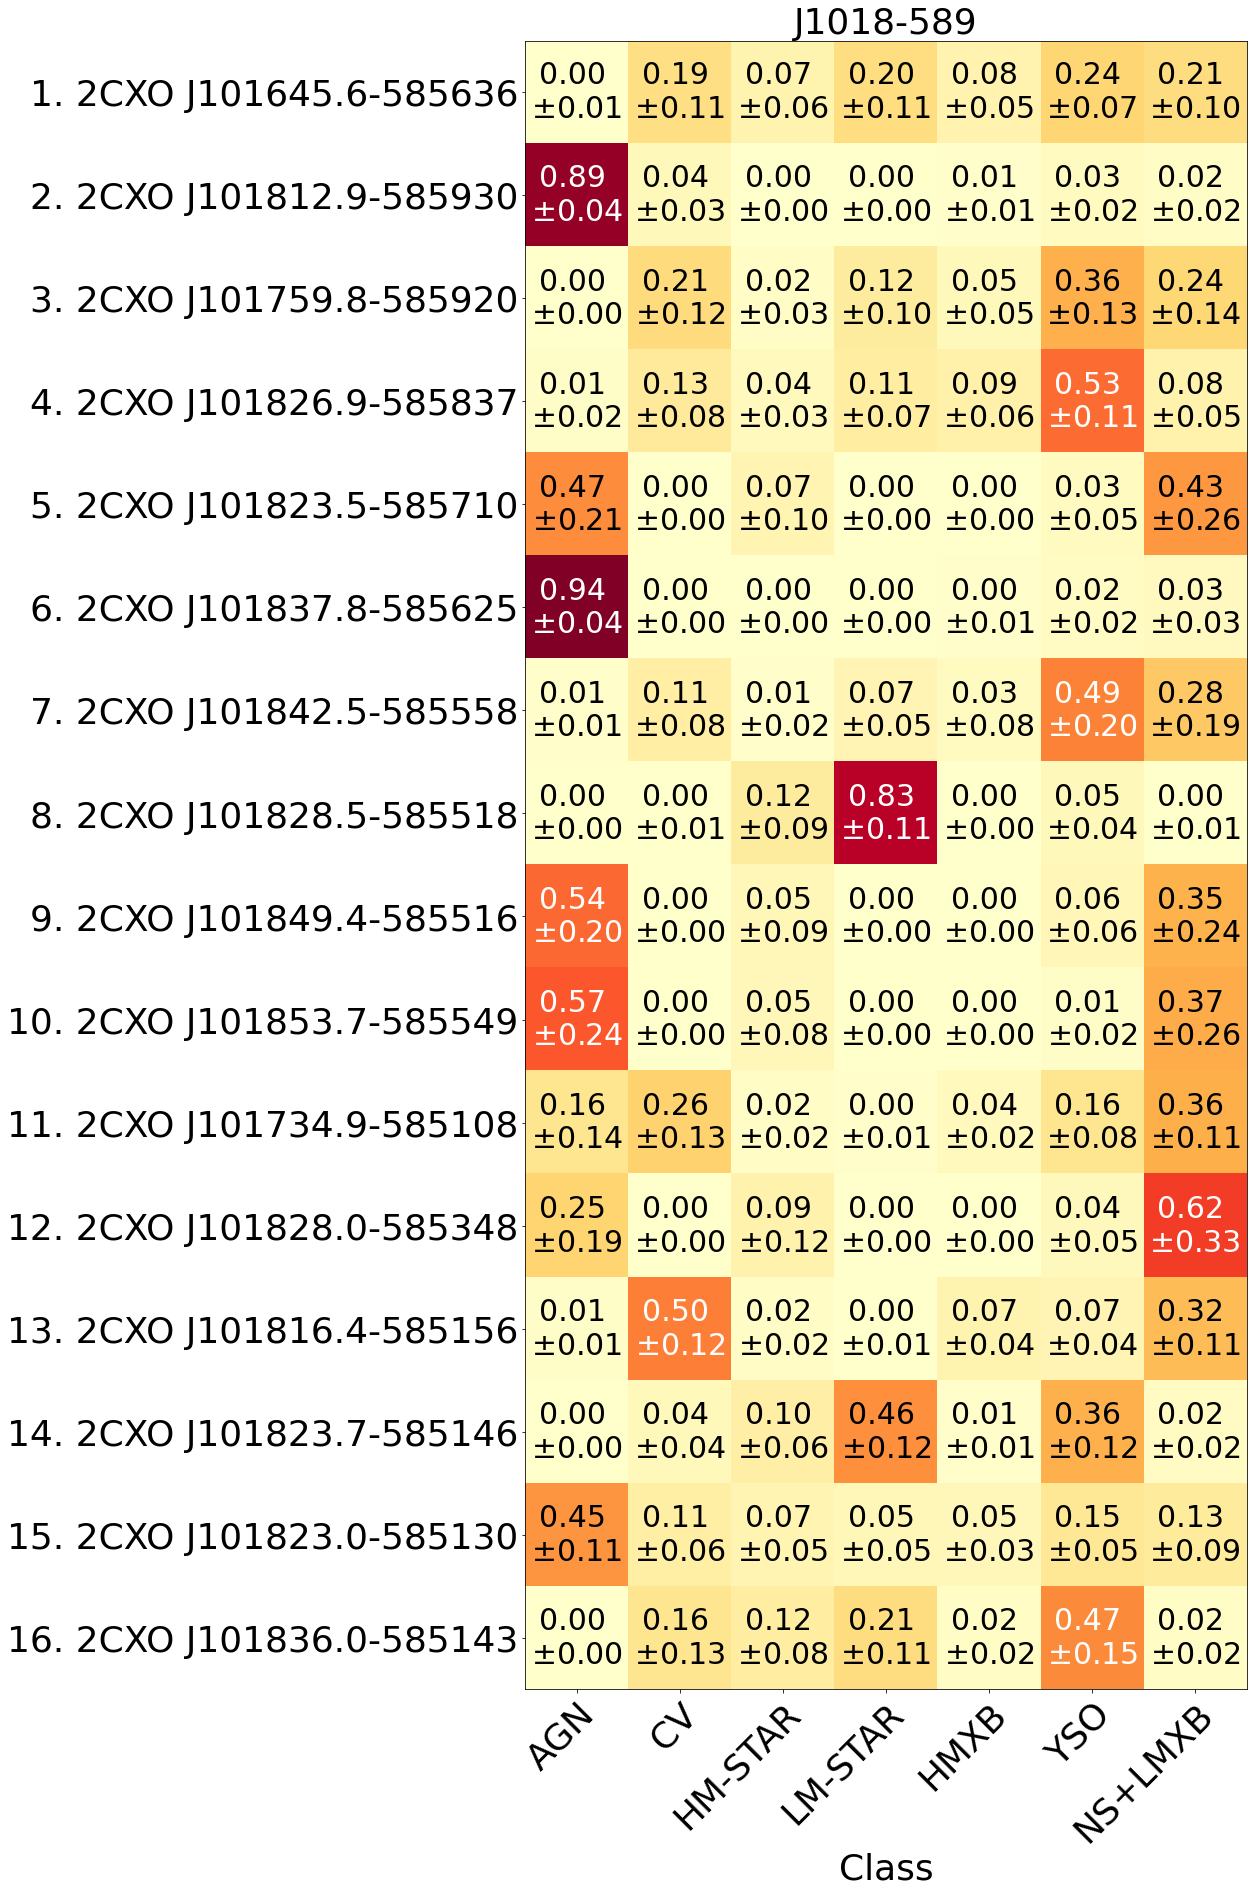 J1018-589
1. 2CXO J101645.6-585636 0.00 0.19 0.07 0.20 0.08 0.24 0.21
±0.01 ±0.11 ±0.06 ±0.11 ±0.05 ±0.07 ±0.10
2. 2CXO J101812.9-585930 0.89 0.04 0.00 0.00 0.01 0.03 0.02
±0.04 ±0.03 ±0.00 ±0.00 ±0.01 ±0.02 ±0.02
3. 2CXO J101759.8-585920 0.00 0.21 0.02 0.12 0.05 0.36 0.24
±0.00 ±0.12 ±0.03 ±0.10 ±0.05 ±0.13 ±0.14
4. 2CXO J101826.9-585837 0.01 0.13 0.04 0.11 0.09 0.53 0.08
±0.02 ±0.08 ±0.03 ±0.07 ±0.06 ±0.11 ±0.05
5. 2CXO J101823.5-585710 0.47 0.00 0.07 0.00 0.00 0.03 0.43
±0.21 ±0.00 ±0.10 ±0.00 ±0.00 ±0.05 ±0.26
6. 2CXO J101837.8-585625 0.94 0.00 0.00 0.00 0.00 0.02 0.03
±0.04 ±0.00 ±0.00 ±0.00 ±0.01 ±0.02 ±0.03
7. 2CXO J101842.5-585558 0.01 0.11 0.01 0.07 0.03 0.49 0.28
±0.01 ±0.08 ±0.02 ±0.05 ±0.08 ±0.20 ±0.19
8. 2CXO J101828.5-585518 0.00 0.00 0.12 0.83 0.00 0.05 0.00
±0.00 ±0.01 ±0.09 ±0.11 ±0.00 ±0.04 ±0.01
9. 2CXO J101849.4-585516 0.54 0.00 0.05 0.00 0.00 0.06 0.35
±0.20 ±0.00 ±0.09 ±0.00 ±0.00 ±0.06 ±0.24
10. 2CXO J101853.7-585549 0.57 0.00 0.05 0.00 0.00 0.01 0.37
±0.24 ±0.00 ±0.08 ±0.00 ±0.00 ±0.02 ±0.26
11. 2CXO J101734.9-585108 0.16 0.26 0.02 0.00 0.04 0.16 0.36
±0.14 ±0.13 ±0.02 ±0.01 ±0.02 ±0.08 ±0.11
12. 2CXO J101828.0-585348 0.25 0.00 0.09 0.00 0.00 0.04 0.62
±0.19 ±0.00 ±0.12 ±0.00 ±0.00 ±0.05 ±0.33
13. 2CXO J101816.4-585156 0.01 0.50 0.02 0.00 0.07 0.07 0.32
±0.01 ±0.12 ±0.02 ±0.01 ±0.04 ±0.04 ±0.11
14. 2CXO J101823.7-585146 0.00 0.04 0.10 0.46 0.01 0.36 0.02
±0.00 ±0.04 ±0.06 ±0.12 ±0.01 ±0.12 ±0.02
15. 2CXO J101823.0-585130 0.45 0.11 0.07 0.05 0.05 0.15 0.13
±0.11 ±0.06 ±0.05 ±0.05 ±0.03 ±0.05 ±0.09
16. 2CXO J101836.0-585143 0.00 0.16 0.12 0.21 0.02 0.47 0.02
±0.00 ±0.13 ±0.08 ±0.11 ±0.02 ±0.15 ±0.02
AGN CV HM-STAR LM-STAR HMXB YSO NS+LMXB
Class